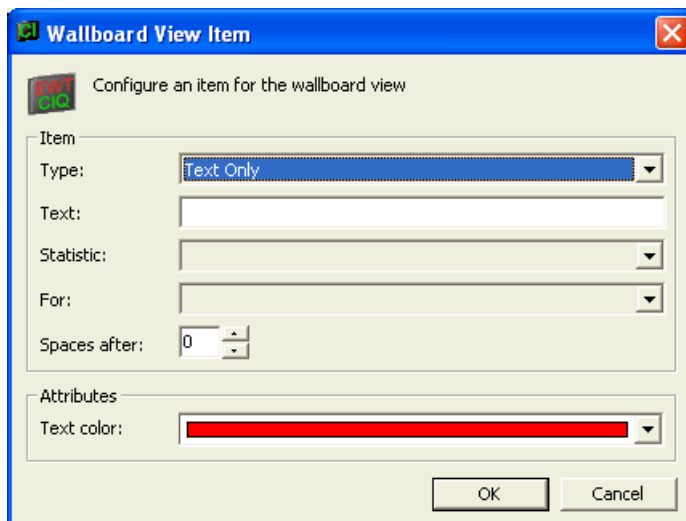 CI Wallboard View Item
EWT
CIQ
Configure an item for the wallboard view
Item
Type: Text Only
Text:
Statistic:
For:
Spaces after: 0
Attributes
Text color:
OK Cancel